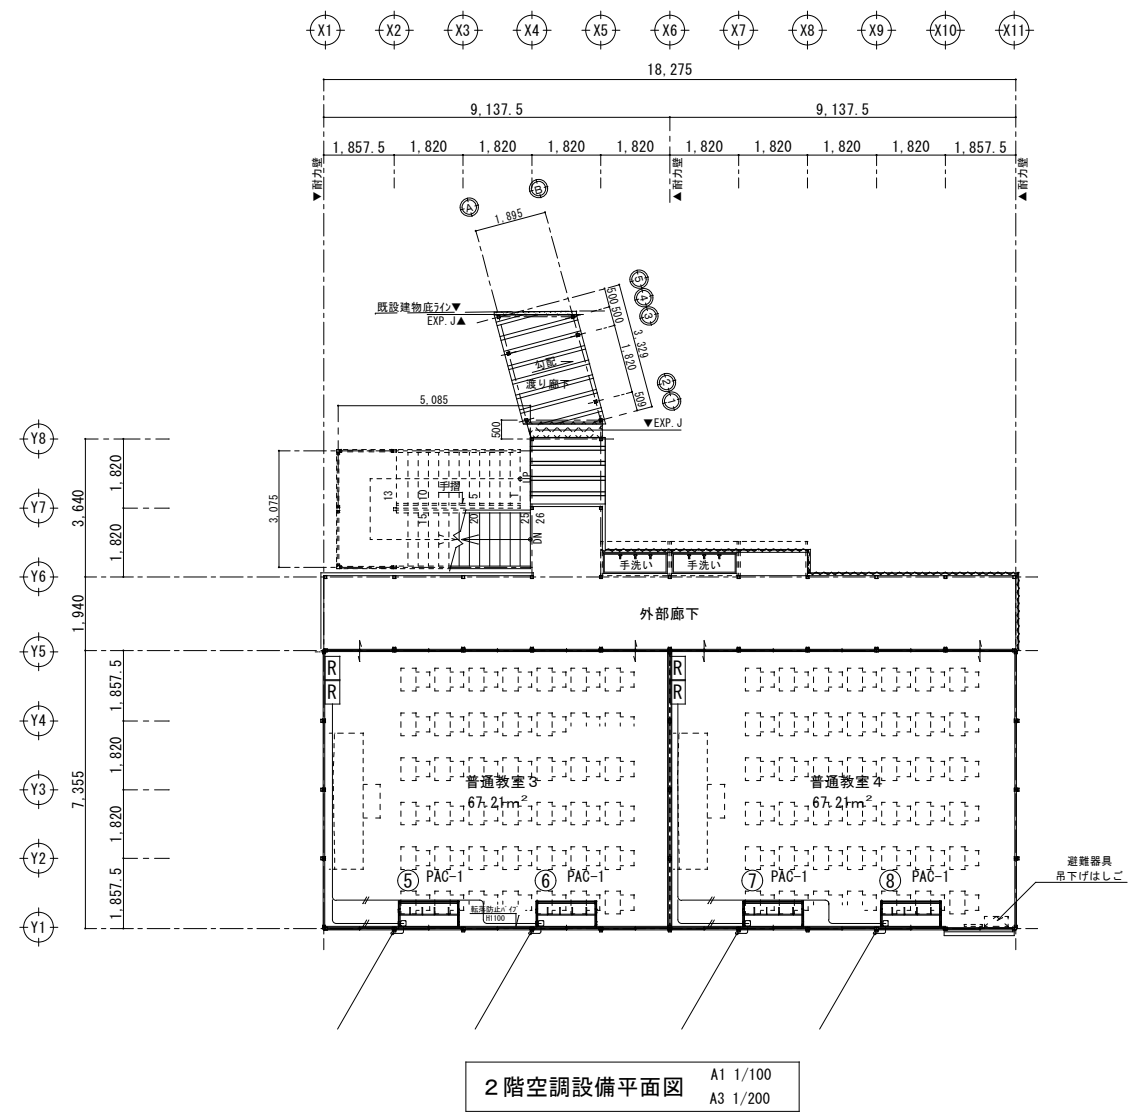 X1 X2 X3 X4 X5 X6 X7 X8 X9 X10 X11
18,275
9,137.5 9,137.5
1,857.5 1,820 1,820 1,820 1,820 1,820 1,820 1,820 1,820 1,857.5
▼耐力壁 ▲耐力壁 ▲耐力壁
A B
1,895
既設建物庇ライン▼
EXP.J▲
5 4 3 2 1
500 500 1,820 509
3,329
勾配
渡り廊下
5,085
500
▼EXP.J
Y8
Y7
Y6
Y5
Y4
Y3
Y2
Y1
1,820
1,820
3,640
1,940
1,857.5
1,820
1,820
1,857.5
7,355
3,075
手摺
UP
DN
13 10 5 1
15 20 25 26
手洗い 手洗い
外部廊下
R R
R R
普通教室3 普通教室4
67.21m² 67.21m²
5 PAC-1 6 PAC-1 7 PAC-1 8 PAC-1
転落防止パイプ
H1100
避難器具
吊下げはしご
2階空調設備平面図
A1 1/100
A3 1/200